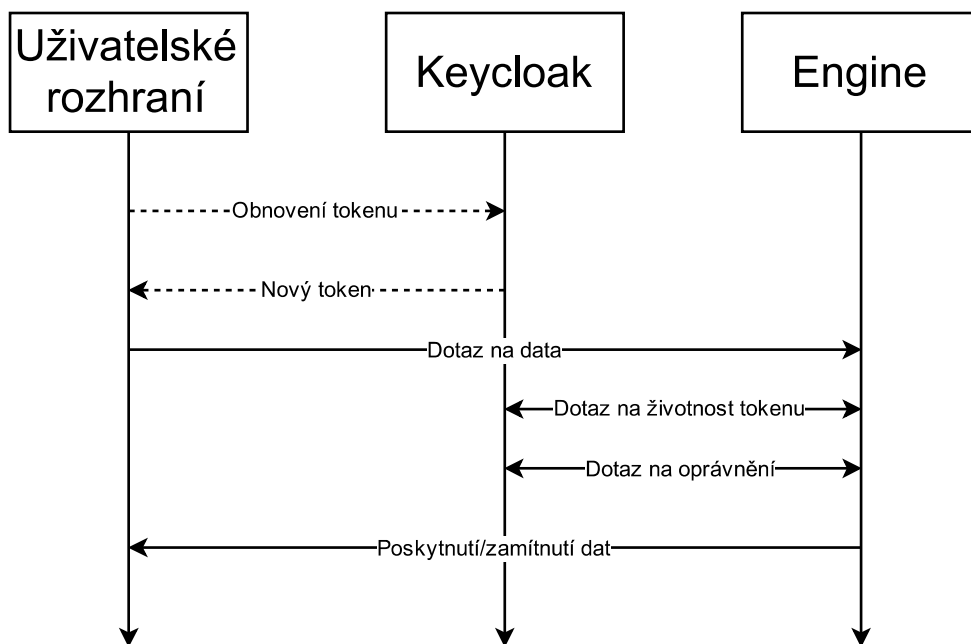 Uživatelské
rozhraní
Keycloak
Engine
Obnovení tokenu
Nový token
Dotaz na data
Dotaz na životnost tokenu
Dotaz na oprávnění
Poskytnutí/zamítnutí dat